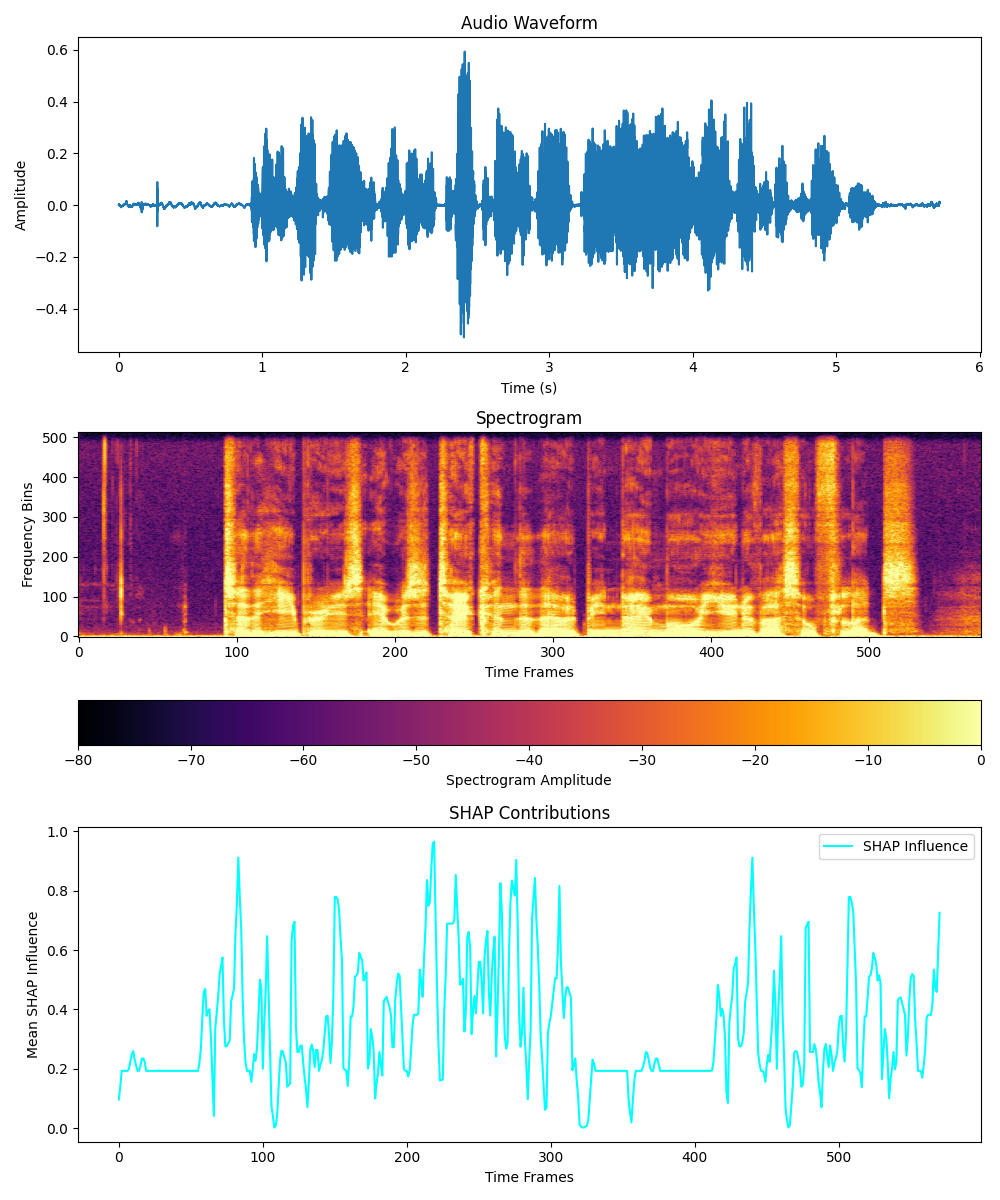 Audio Waveform
0.6
0.4
0.2
0.0
−0.2
−0.4
Amplitude
0 1 2 3 4 5 6
Time (s)
Spectrogram
500
400
300
200
100
0
Frequency Bins
0 100 200 300 400 500
Time Frames
−80 −70 −60 −50 −40 −30 −20 −10 0
Spectrogram Amplitude
SHAP Contributions
SHAP Influence
1.0
0.8
0.6
0.4
0.2
0.0
Mean SHAP Influence
0 100 200 300 400 500
Time Frames